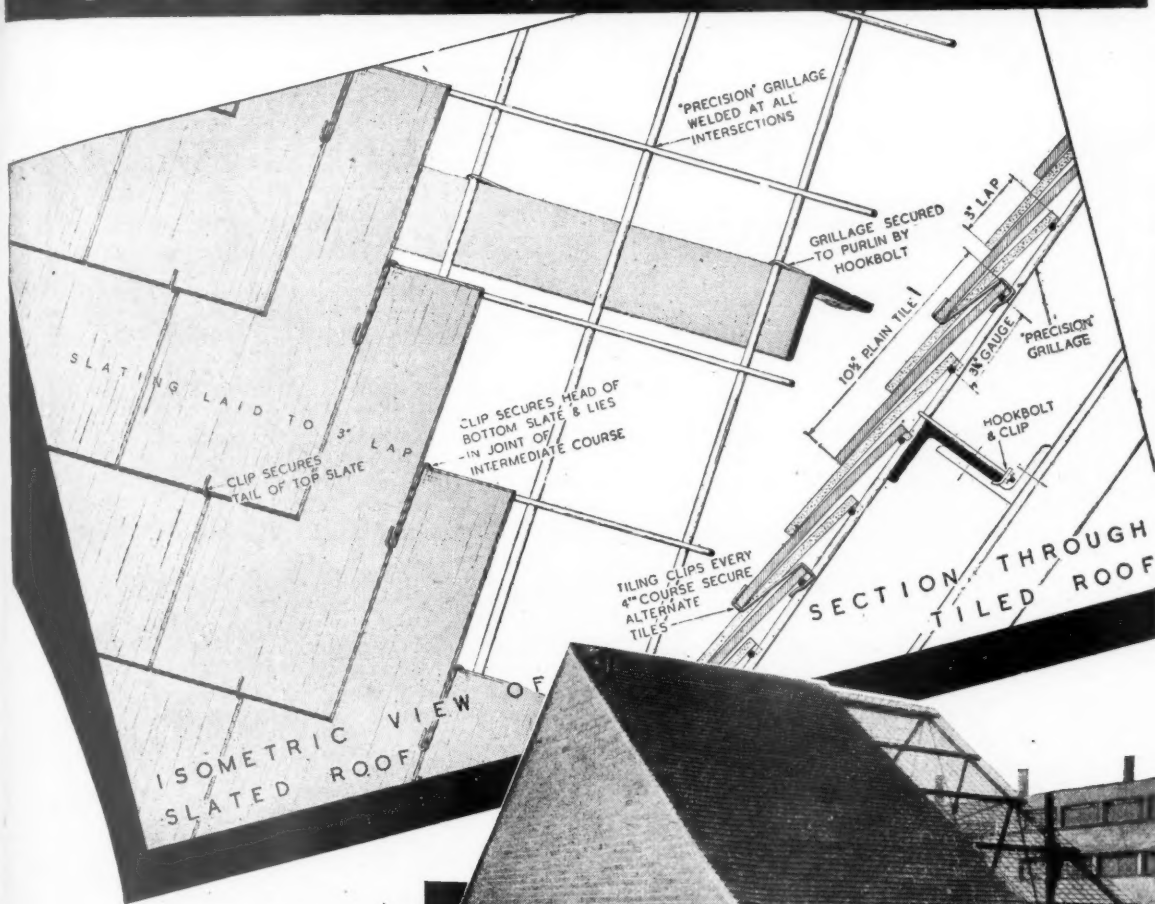 "PRECISION" GRILLAGE
WELDED AT ALL
INTERSECTIONS
GRILLAGE SECURED
TO PURLIN BY
HOOKBOLT
3" LAP
10½" PLAIN TILE
GAUGE
"PRECISION"
GRILLAGE
HOOKBOLT
& CLIP
SLATING LAID TO 3" LAP
CLIP SECURES
TAIL OF TOP SLATE
CLIP SECURES HEAD OF
BOTTOM SLATE & LIES
IN JOINT OF
INTERMEDIATE COURSE
TILING CLIPS EVERY
4TH COURSE SECURE
ALTERNATE
TILES
SECTION THROUGH
TILED ROOF
ISOMETRIC VIEW OF
SLATED ROOF